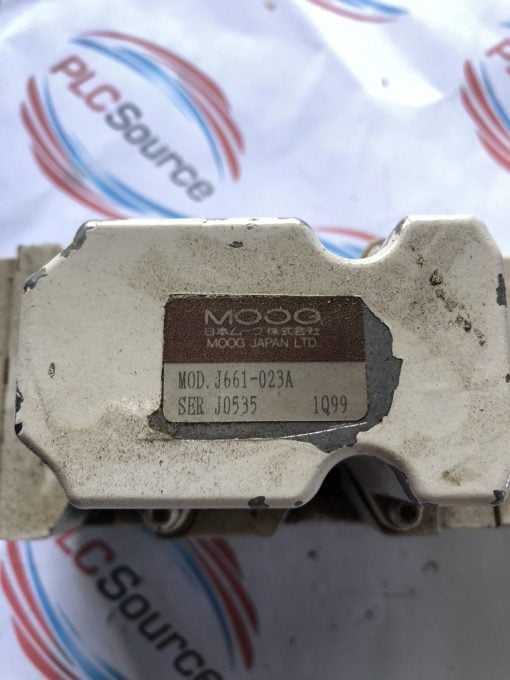 PLCSource
MOOG
日本ムーグ株式会社
MOOG JAPAN LTD.
MOD. J661-023A
SER J0535 1Q99
PLCSource